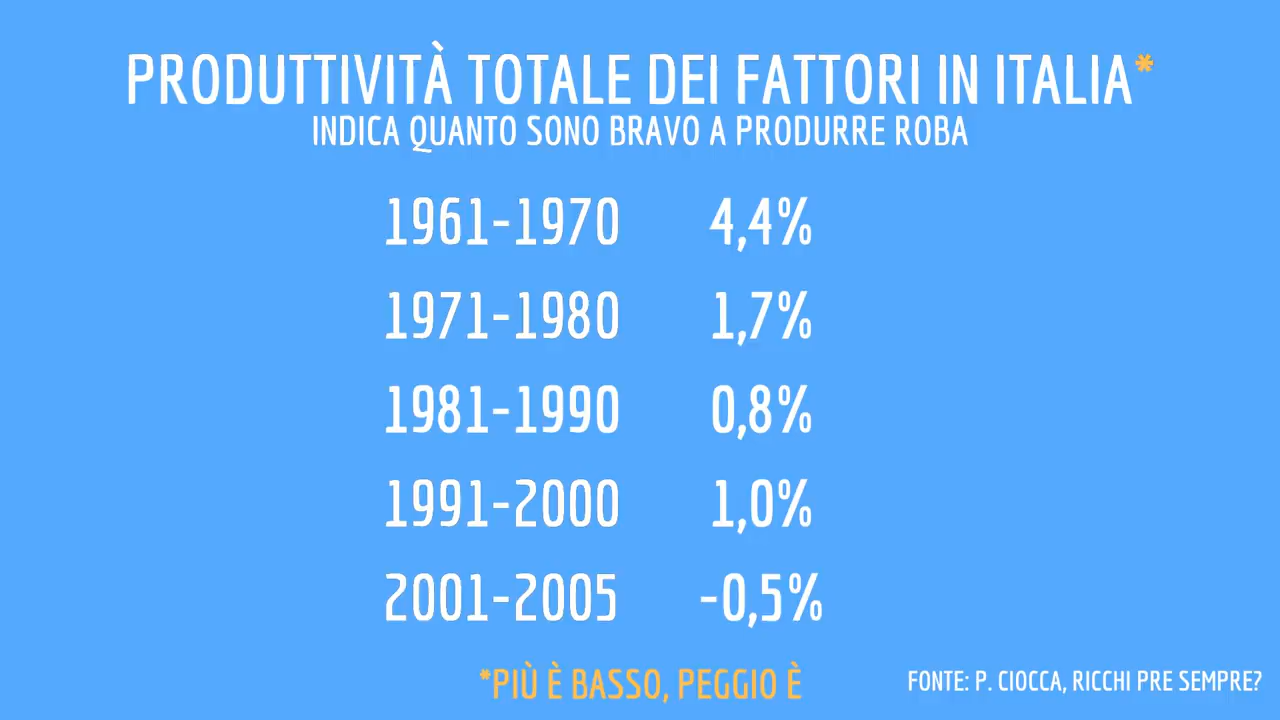 PRODUTTIVITÀ TOTALE DEI FATTORI IN ITALIA*
INDICA QUANTO SONO BRAVO A PRODURRE ROBA
1961-1970 4,4%
1971-1980 1,7%
1981-1990 0,8%
1991-2000 1,0%
2001-2005 -0,5%
*PIÙ È BASSO, PEGGIO È
FONTE: P. CIOCCA, RICCHI PRE SEMPRE?